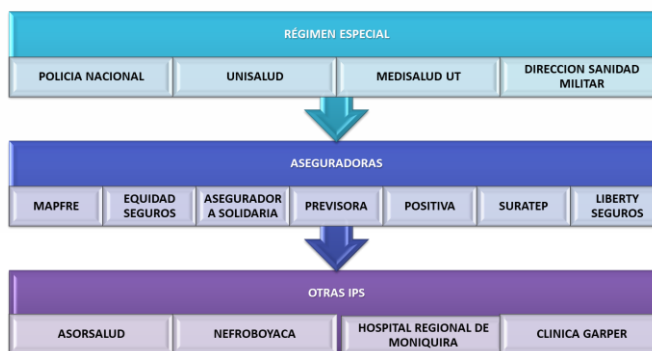 RÉGIMEN ESPECIAL
POLICIA NACIONAL
UNISALUD
MEDISALUD UT
DIRECCION SANIDAD
MILITAR
ASEGURADORAS
MAPFRE
EQUIDAD
SEGUROS
ASEGURADOR
A SOLIDARIA
PREVISORA
POSITIVA
SURATEP
LIBERTY
SEGUROS
OTRAS IPS
ASORSALUD
NEFROBOYACA
HOSPITAL REGIONAL DE
MONIQUIRA
CLINICA GARPER